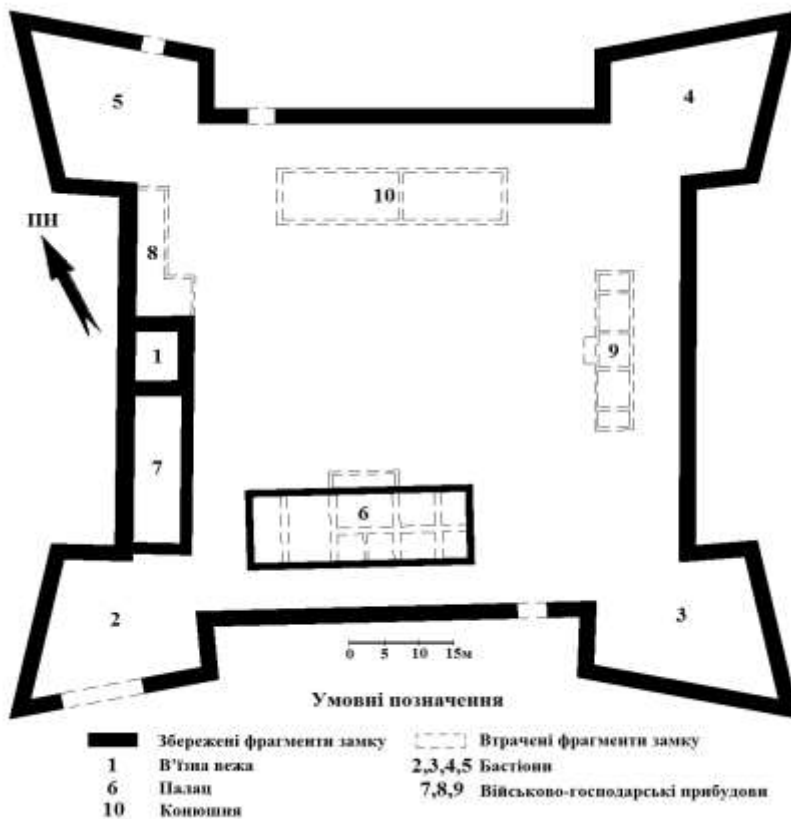 5
4
10
ПН
8
1
9
7
6
2
3
0 5 10 15м
Умовні позначення
Збережені фрагменти замку
Втрачені фрагменти замку
1 В'їзна вежа
2,3,4,5 Бастіони
6 Палац
7,8,9 Військово-господарські прибудови
10 Конюшня